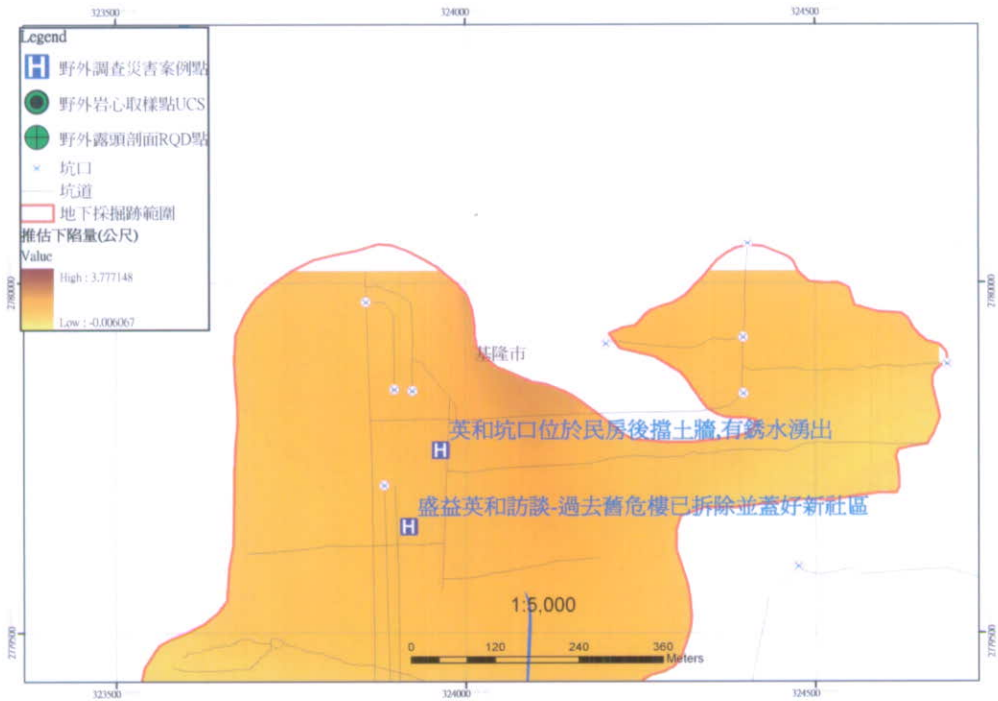 323500
324000
324500
Legend
野外調查災害案例點
野外岩心取樣點UCS
野外露頭剖面RQD點
坑口
坑道
地下採掘跡範圍
推估下陷量(公尺)
Value
High : 3.777148
Low : -0.006067
2780000
2780000
基隆市
H
英和坑口位於民房後擋土牆,有銹水湧出
H
盛益英和訪談-過去舊危樓已拆除並蓋好新社區
1:5,000
0 120 240 360
Meters
2779500
2779500
323500
324000
324500